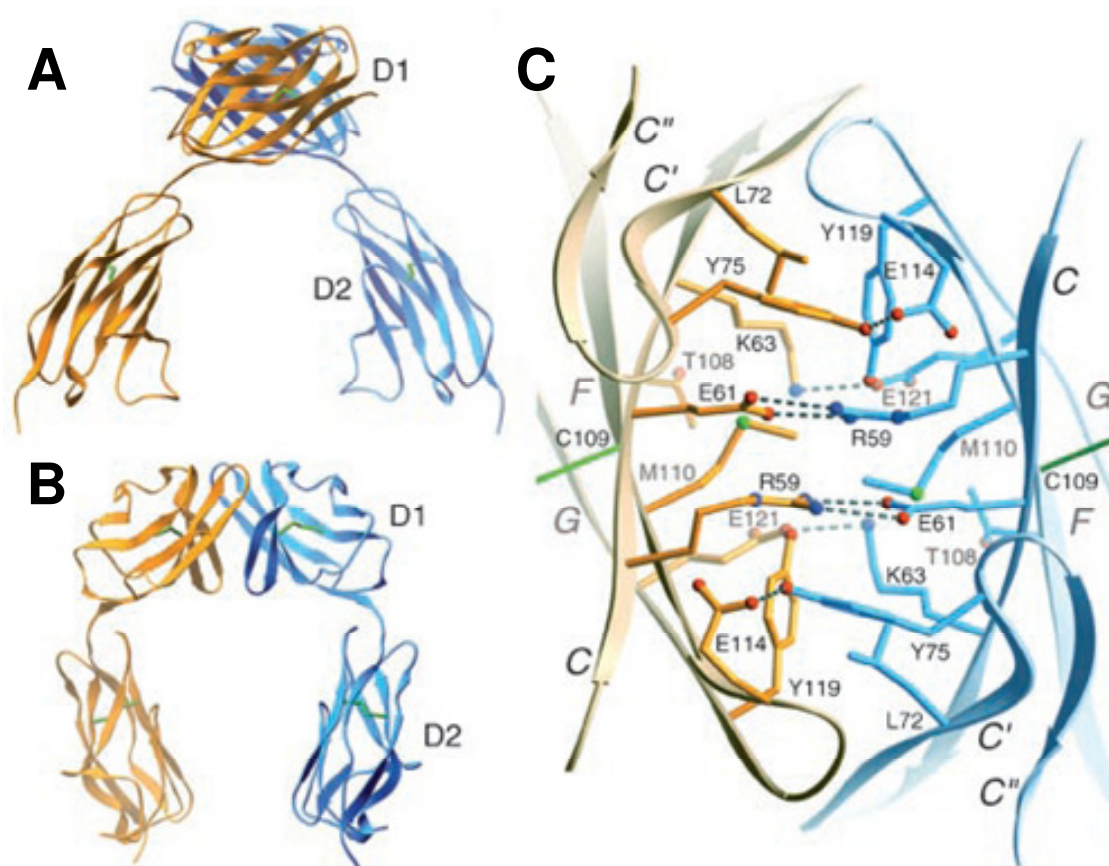 A
D1
D2
B
D1
D2
C
C"
C'
L72
Y119
E114
C
Y75
K63
T108
F
E61
E121
G
R59
C109
M110
M110
C109
R59
G
E121
E61
F
T108
K63
E114
Y75
C
Y119
L72
C'
C"